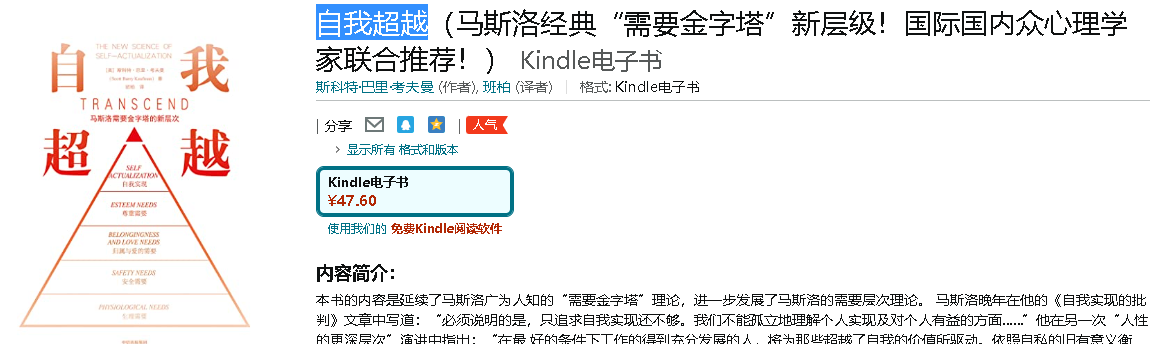 自我超越（马斯洛经典“需要金字塔”新层级！国际国内众心理学
家联合推荐！） Kindle电子书
斯科特·巴里·考夫曼 (作者), 班柏 (译者) | 格式: Kindle电子书
分享
人气
显示所有 格式和版本
Kindle电子书
¥47.60
使用我们的 免费Kindle阅读软件
内容简介:
本书的内容是延续了马斯洛广为人知的“需要金字塔”理论，进一步发展了马斯洛的需要层次理论。 马斯洛晚年在他的《自我实现的批
判》文章中写道： “必须说明的是，只追求自我实现还不够。我们不能孤立地理解个人实现及对个人有益的方面……”他在另一次“人性
的更深层次”演讲中指出： “在最 好的条件下工作的得到充分发展的人，将为那些超越了自我的价值所驱动。依照自私的旧有意义衡
THE NEW SCIENCE OF
SELF-ACTUALIZATION
自我
(Scott Barry Kaufman) 著
TRANSCEND
马斯洛需要金字塔的新层次
超越
SELF
ACTUALIZATION
自我实现
ESTEEM NEEDS
尊重需要
BELONGINGNESS
AND LOVE NEEDS
归属与爱的需要
SAFETY NEEDS
安全需要
PHYSIOLOGICAL NEEDS
生理需要